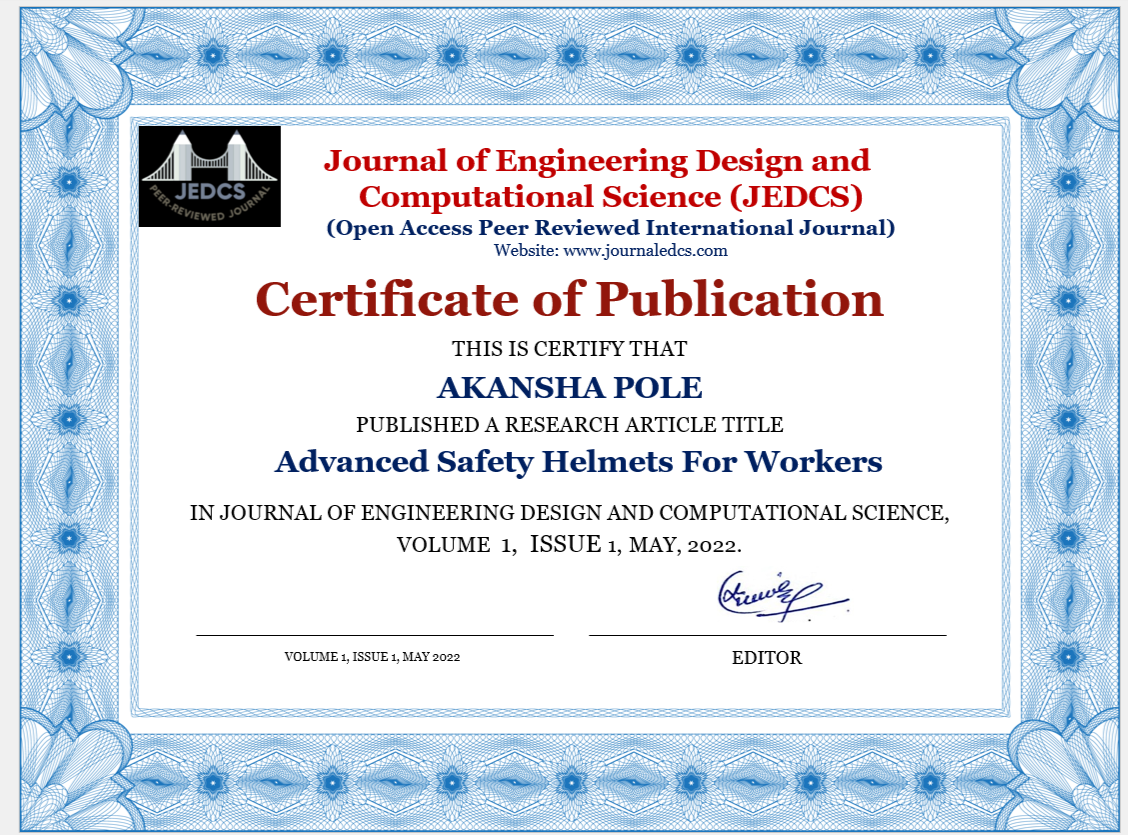 JEDCS
PEER-REVIEWED JOURNAL
Journal of Engineering Design and
Computational Science (JEDCS)
(Open Access Peer Reviewed International Journal)
Website: www.journaledcs.com
Certificate of Publication
THIS IS CERTIFY THAT
AKANSHA POLE
PUBLISHED A RESEARCH ARTICLE TITLE
Advanced Safety Helmets For Workers
IN JOURNAL OF ENGINEERING DESIGN AND COMPUTATIONAL SCIENCE,
VOLUME 1, ISSUE 1, MAY, 2022.
VOLUME 1, ISSUE 1, MAY 2022
EDITOR